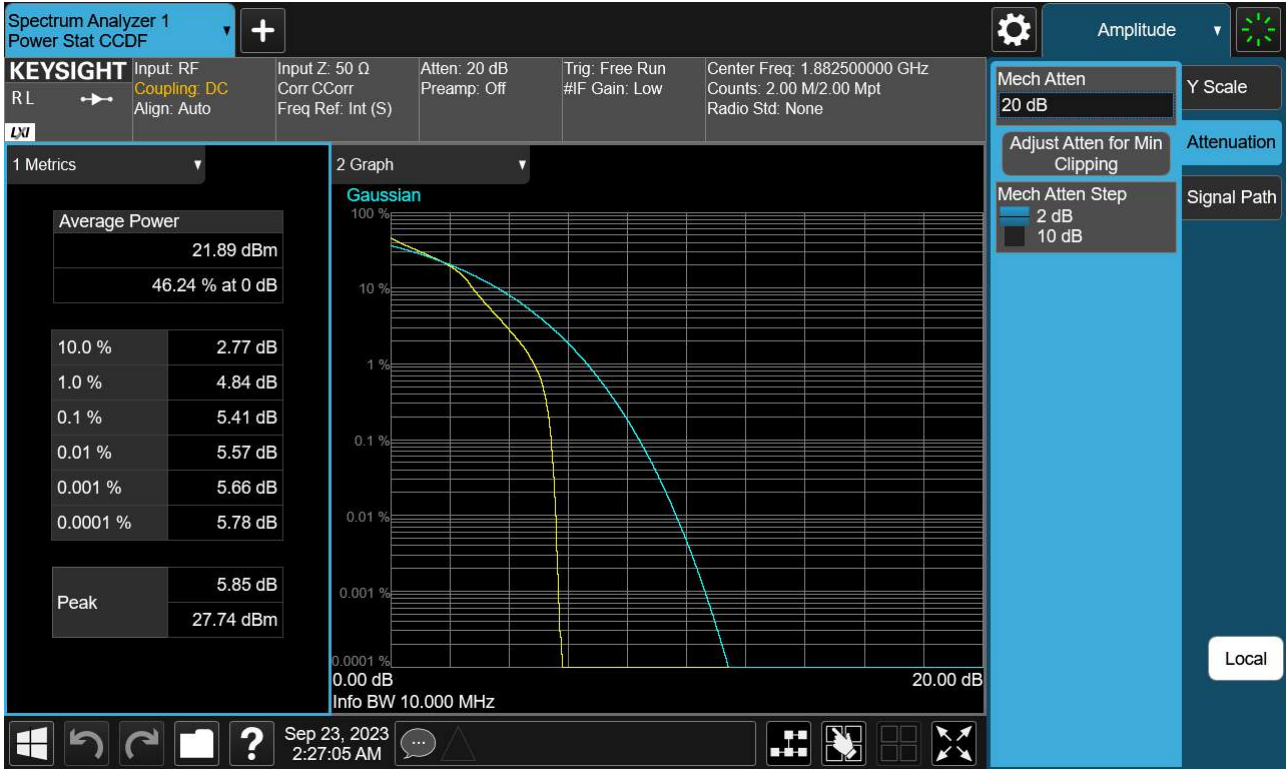 Spectrum Analyzer 1
Power Stat CCDF
Amplitude
KEYSIGHT
R L
LXI
Input: RF
Coupling: DC
Align: Auto
Input Z: 50 Ω
Corr CCorr
Freq Ref: Int (S)
Atten: 20 dB
Preamp: Off
Trig: Free Run
#IF Gain: Low
Center Freq: 1.882500000 GHz
Counts: 2.00 M/2.00 Mpt
Radio Std: None
Mech Atten
20 dB
Adjust Atten for Min
Clipping
Mech Atten Step
2 dB
10 dB
Y Scale
Attenuation
Signal Path
Local
1 Metrics
Average Power
21.89 dBm
46.24 % at 0 dB
10.0 % 2.77 dB
1.0 % 4.84 dB
0.1 % 5.41 dB
0.01 % 5.57 dB
0.001 % 5.66 dB
0.0001 % 5.78 dB
Peak
5.85 dB
27.74 dBm
2 Graph
Gaussian
100 %
10 %
1 %
0.1 %
0.01 %
0.001 %
0.0001 %
0.00 dB 20.00 dB
Info BW 10.000 MHz
?
Sep 23, 2023
2:27:05 AM